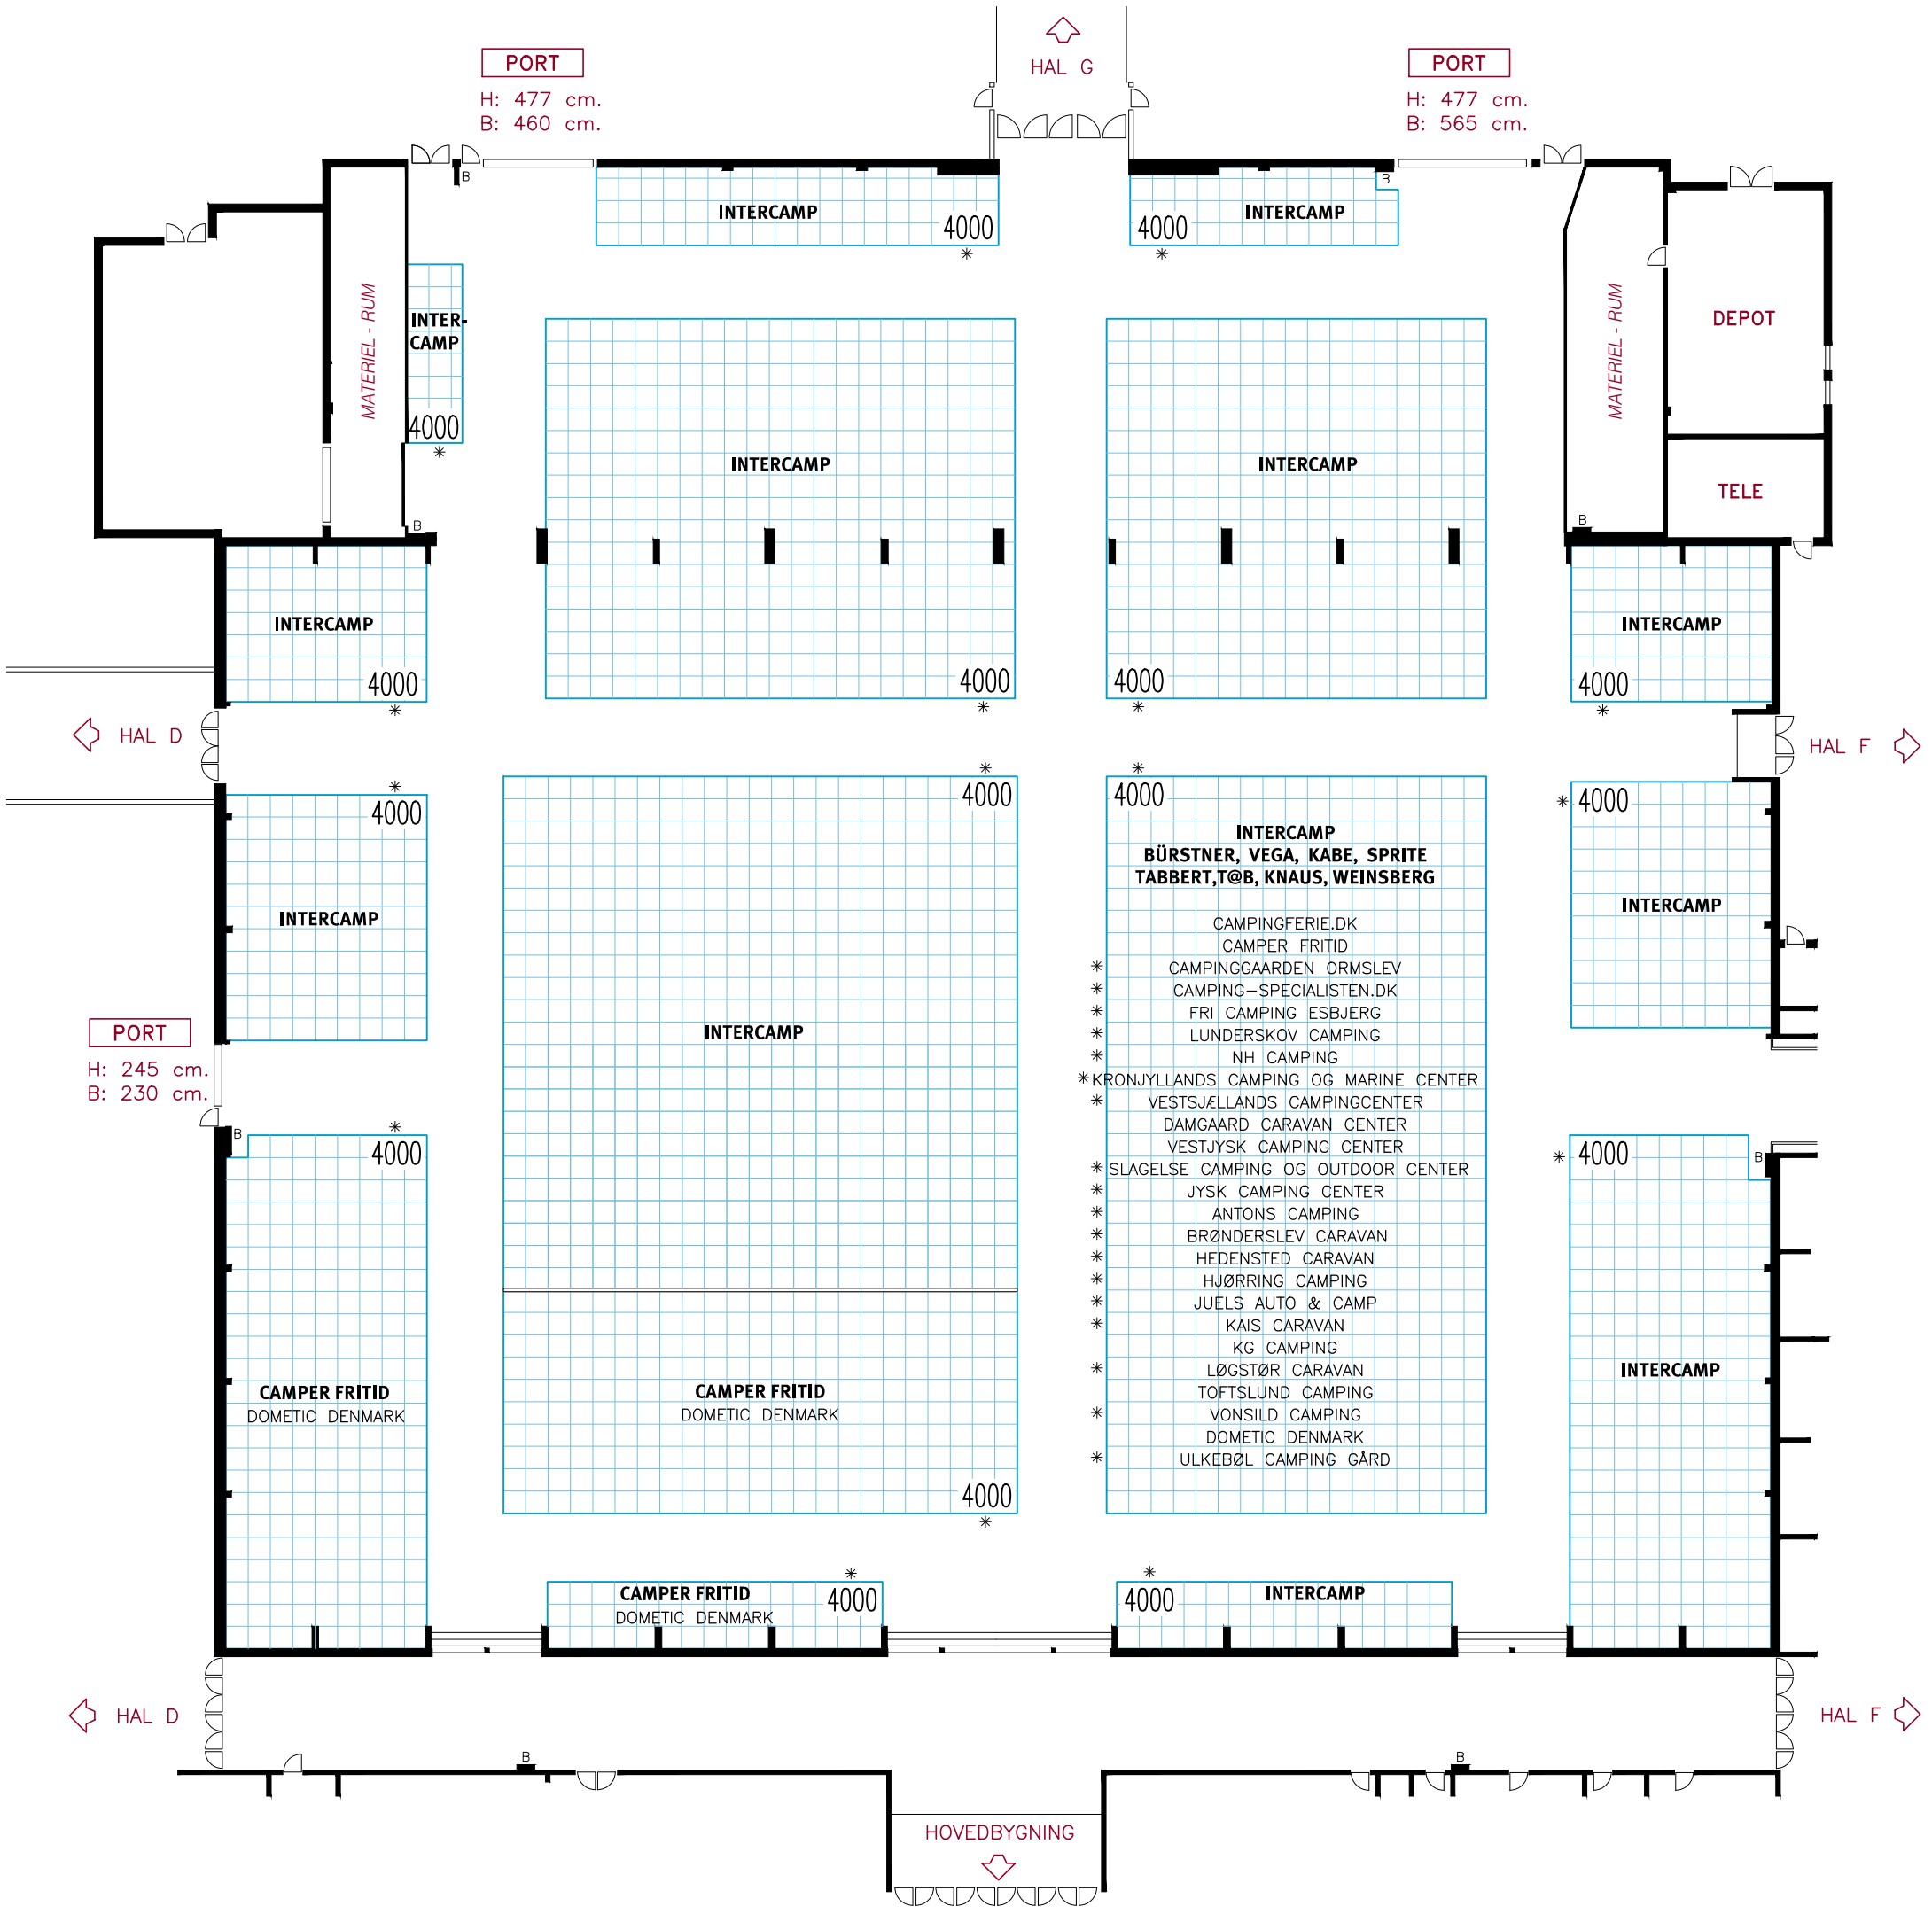 HAL G
PORT
H: 477 cm.
B: 460 cm.
PORT
H: 477 cm.
B: 565 cm.
B
B
INTERCAMP
4000
*
INTERCAMP
4000
*
MATERIEL - RUM
INTER-
CAMP
4000
*
B
MATERIEL - RUM
B
DEPOT
TELE
INTERCAMP
4000
*
INTERCAMP
4000
*
INTERCAMP
4000
*
INTERCAMP
4000
*
HAL D
HAL F
*
4000
INTERCAMP
*
4000
INTERCAMP
*
4000
INTERCAMP
BÜRSTNER, VEGA, KABE, SPRITE
TABBERT,T@B, KNAUS, WEINSBERG
CAMPINGFERIE.DK
CAMPER FRITID
* CAMPINGGAARDEN ORMSLEV
* CAMPING-SPECIALISTEN.DK
* FRI CAMPING ESBJERG
* LUNDERSKOV CAMPING
* NH CAMPING
* KRONJYLLANDS CAMPING OG MARINE CENTER
* VESTSJÆLLANDS CAMPINGCENTER
DAMGAARD CARAVAN CENTER
VESTJYSK CAMPING CENTER
* SLAGELSE CAMPING OG OUTDOOR CENTER
* JYSK CAMPING CENTER
* ANTONS CAMPING
* BRØNDERSLEV CARAVAN
* HEDENSTED CARAVAN
* HJØRRING CAMPING
* JUELS AUTO & CAMP
* KAIS CARAVAN
KG CAMPING
* LØGSTØR CARAVAN
TOFTSLUND CAMPING
* VONSILD CAMPING
DOMETIC DENMARK
* ULKEBØL CAMPING GÅRD
* 4000
INTERCAMP
PORT
H: 245 cm.
B: 230 cm.
B
*
4000
CAMPER FRITID
DOMETIC DENMARK
CAMPER FRITID
DOMETIC DENMARK
4000
*
* 4000
B
INTERCAMP
*
CAMPER FRITID
4000
DOMETIC DENMARK
*
4000
INTERCAMP
HAL D
HAL F
B
B
HOVEDBYGNING